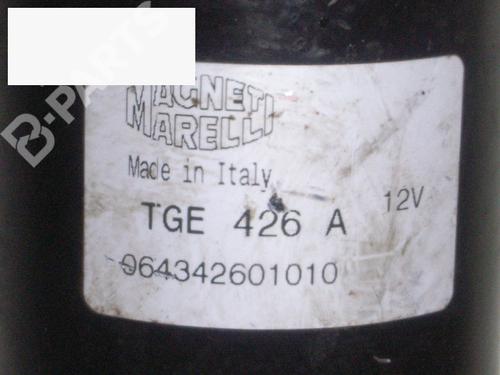 B-PARTS
MAGNETI
MARELLI
Made in Italy
TGE 426 A
12V
064342601010